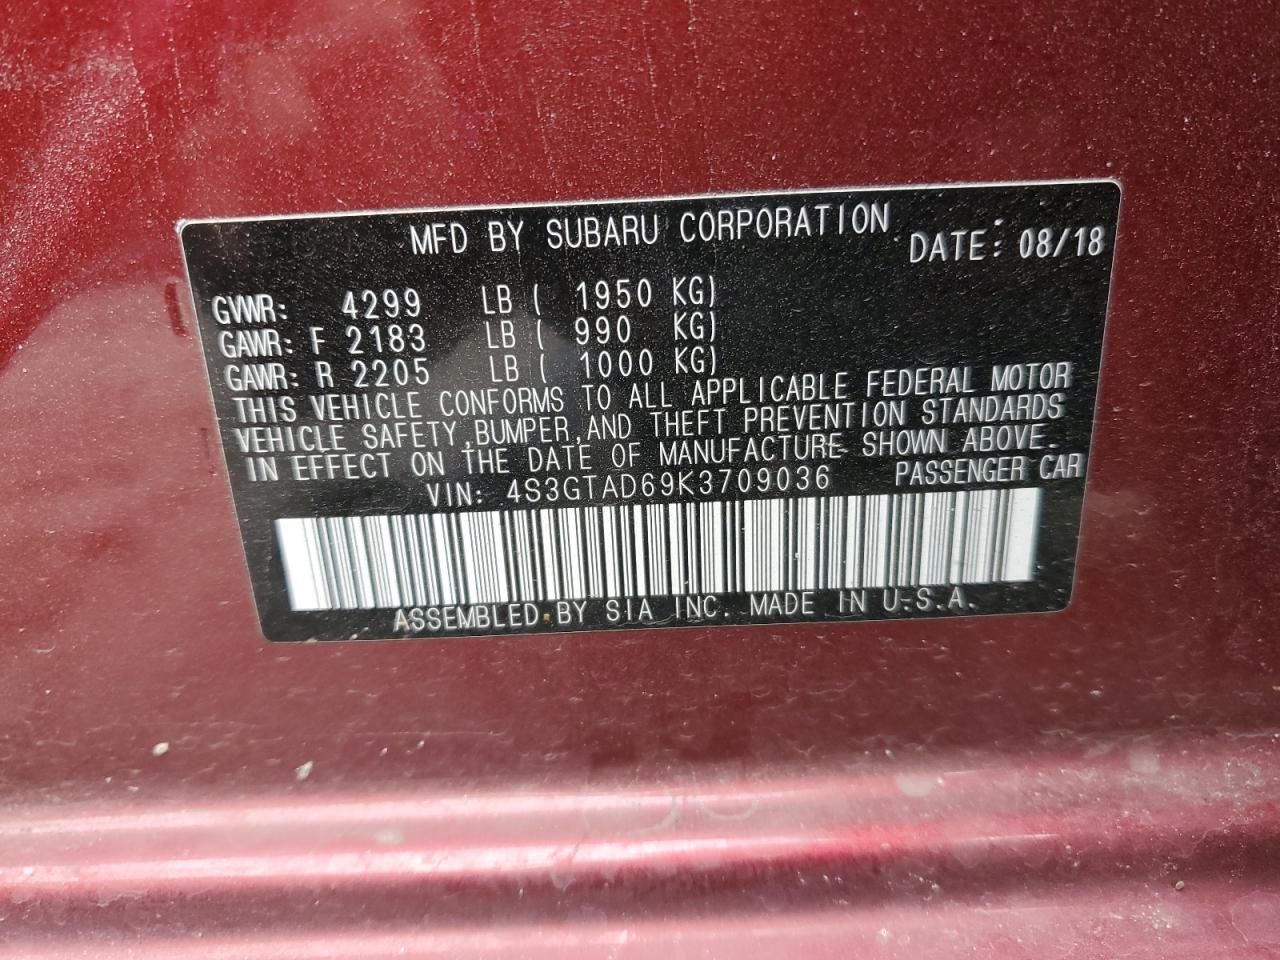 MFD BY SUBARU CORPORATION DATE: 08/18
GVWR: 4299 LB ( 1950 KG)
GAWR: F 2183 LB ( 990 KG)
GAWR: R 2205 LB ( 1000 KG)
THIS VEHICLE CONFORMS TO ALL APPLICABLE FEDERAL MOTOR
VEHICLE SAFETY,BUMPER,AND THEFT PREVENTION STANDARDS
IN EFFECT ON THE DATE OF MANUFACTURE SHOWN ABOVE.
VIN: 4S3GTAD69K3709036 PASSENGER CAR
ASSEMBLED BY SIA INC. MADE IN U.S.A.